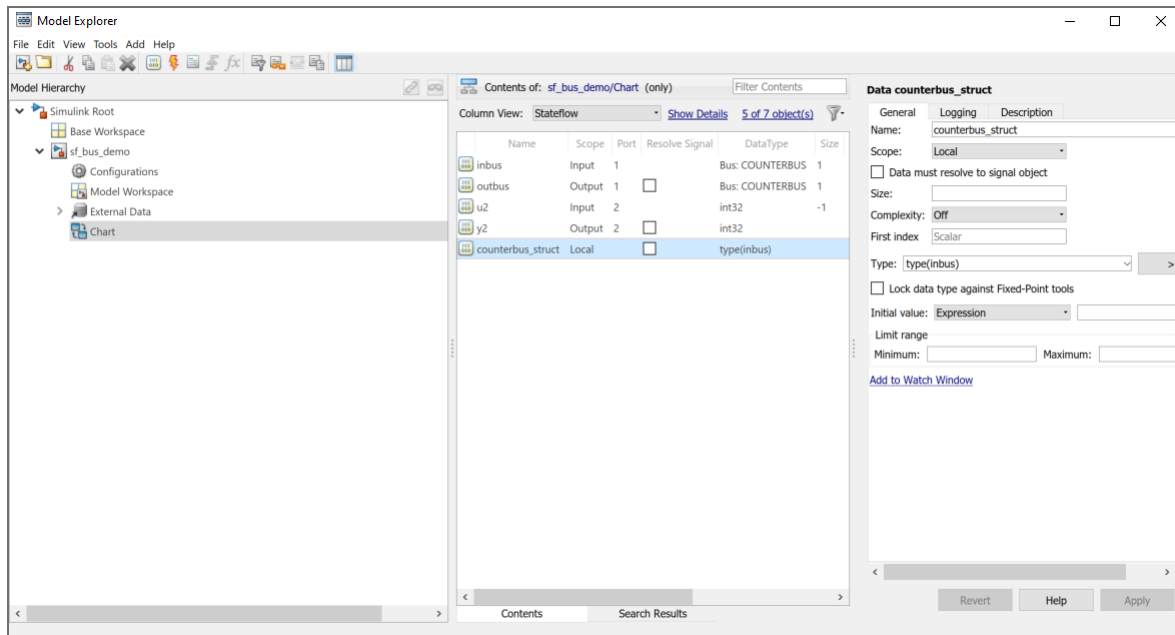 Model Explorer
File Edit View Tools Add Help
fx
Model Hierarchy
Simulink Root
Base Workspace
sf_bus_demo
Configurations
Model Workspace
External Data
Chart
Contents of: sf_bus_demo/Chart (only)
Filter Contents
Column View: Stateflow Show Details 5 of 7 object(s)
Name Scope Port Resolve Signal DataType Size
inbus Input 1 Bus: COUNTERBUS 1
outbus Output 1 Bus: COUNTERBUS 1
u2 Input 2 int32 -1
y2 Output 2 int32
counterbus_struct Local type(inbus)
Contents Search Results
Data counterbus_struct
General Logging Description
Name: counterbus_struct
Scope: Local
Data must resolve to signal object
Size:
Complexity: Off
First index Scalar
Type: type(inbus) >
Lock data type against Fixed-Point tools
Initial value: Expression
Limit range
Minimum: Maximum:
Add to Watch Window
Revert Help Apply